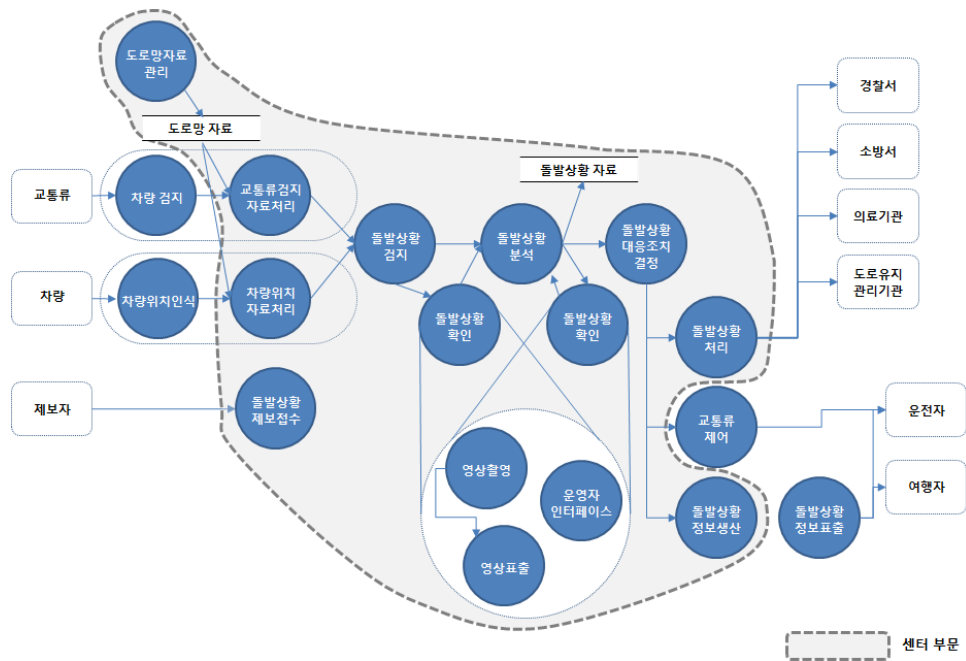 도로망자료
관리
도로망 자료
교통류
차량 검지
교통류검지
자료처리
차량
차량위치인식
차량위치
자료처리
제보자
돌발상황
제보접수
돌발상황
검지
돌발상황
확인
돌발상황
분석
돌발상황 자료
돌발상황
확인
돌발상황
대응조치
결정
영상촬영
운영자
인터페이스
영상표출
돌발상황
처리
교통류
제어
돌발상황
정보생산
돌발상황
정보표출
경찰서
소방서
의료기관
도로유지
관리기관
운전자
여행자
센터 부문